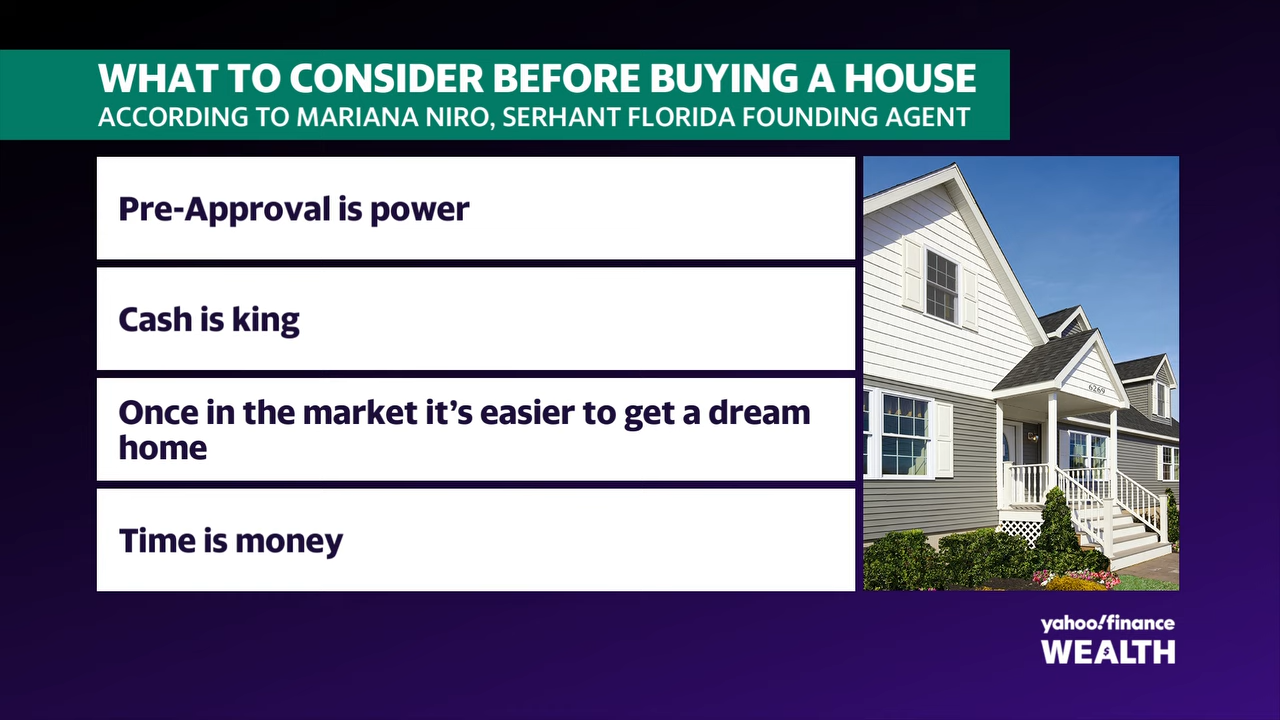 WHAT TO CONSIDER BEFORE BUYING A HOUSE
ACCORDING TO MARIANA NIRO, SERHANT FLORIDA FOUNDING AGENT
Pre-Approval is power
Cash is king
Once in the market it’s easier to get a dream
home
Time is money
6269
yahoo!finance
WEALTH